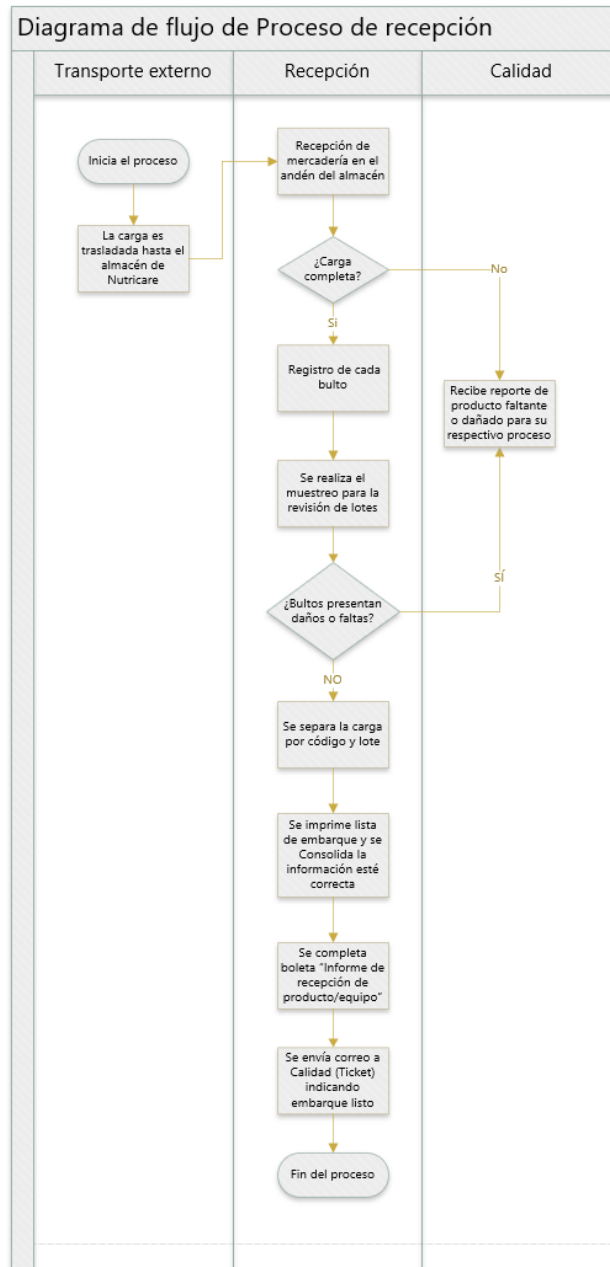 Diagrama de flujo de Proceso de recepción
Transporte externo
Recepción
Calidad
Inicia el proceso
La carga es
trasladada hasta el
almacén de
Nutricare
Recepción de
mercadería en el
andén del almacén
¿Carga
completa?
No
Si
Registro de cada
bulto
Recibe reporte de
producto faltante
o dañado para su
respectivo proceso
Se realiza el
muestreo para la
revisión de lotes
¿Bultos presentan
daños o faltas?
SÍ
NO
Se separa la carga
por código y lote
Se imprime lista
de embarque y se
Consolida la
información esté
correcta
Se completa
boleta “Informe de
recepción de
producto/equipo”
Se envía correo a
Calidad (Ticket)
indicando
embarque listo
Fin del proceso